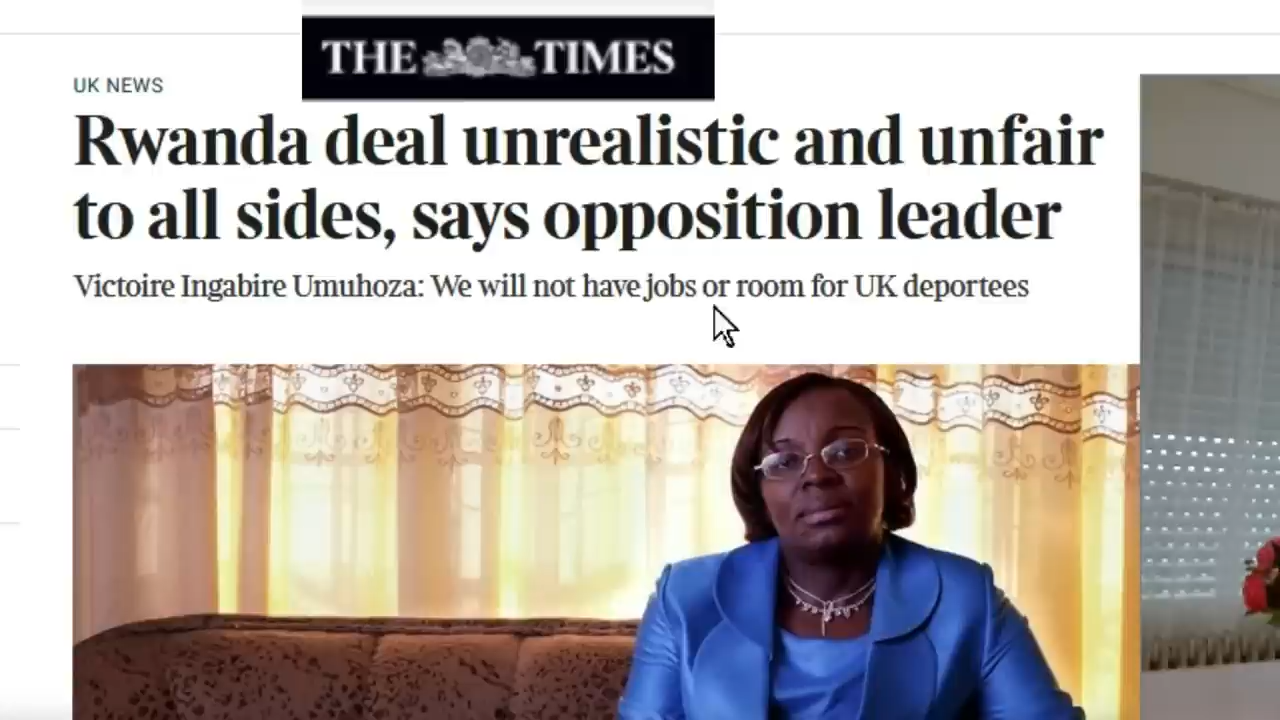 THE TIMES
UK NEWS
Rwanda deal unrealistic and unfair
to all sides, says opposition leader
Victoire Ingabire Umuhoza: We will not have jobs or room for UK deportees